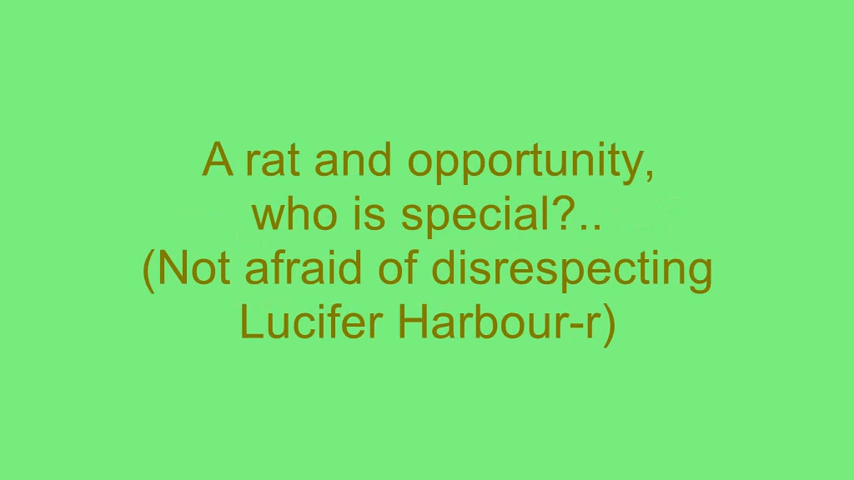 A rat and opportunity,
who is special?..
(Not afraid of disrespecting
Lucifer Harbour-r)